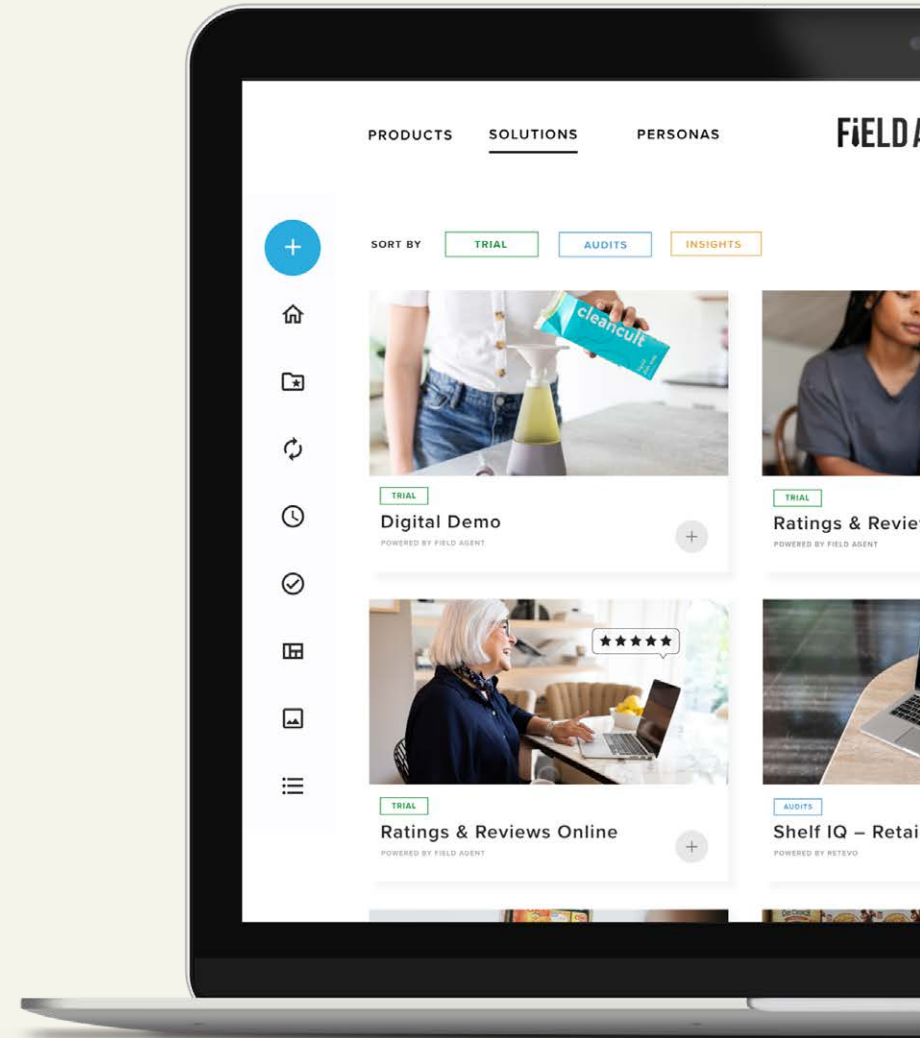 PRODUCTS SOLUTIONS PERSONAS
FiELD A
SORT BY TRIAL AUDITS INSIGHTS
cleancult
TRIAL
Digital Demo
POWERED BY FIELD AGENT
TRIAL
Ratings & Revie
POWERED BY FIELD AGENT
TRIAL
Ratings & Reviews Online
POWERED BY FIELD AGENT
AUDITS
Shelf IQ – Retai
POWERED BY RETEVO